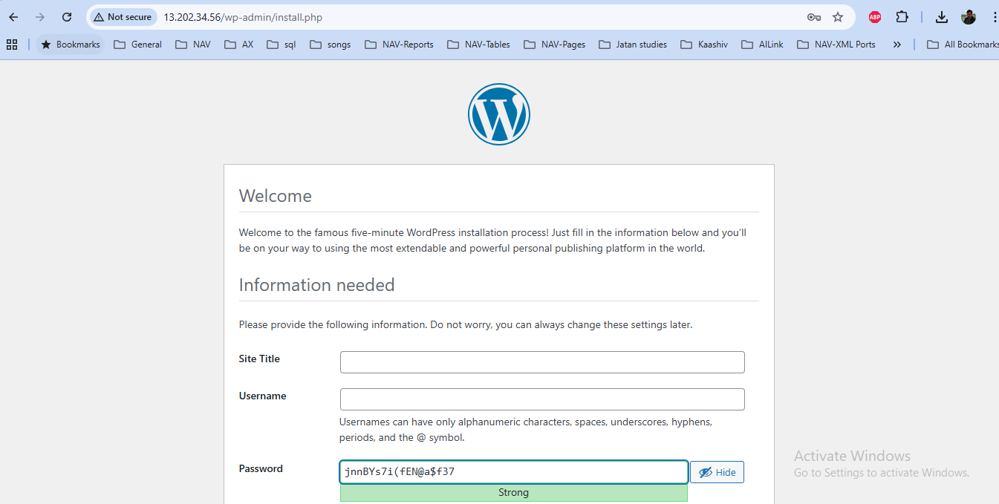 Not secure 13.202.34.56/wp-admin/install.php ABP
Bookmarks General NAV AX sql songs NAV-Reports NAV-Tables NAV-Pages Jatan studies Kaashiv AILink NAV-XML Ports » All Bookmarks
W
Welcome
Welcome to the famous five-minute WordPress installation process! Just fill in the information below and you’ll
be on your way to using the most extendable and powerful personal publishing platform in the world.
Information needed
Please provide the following information. Do not worry, you can always change these settings later.
Site Title
Username
Usernames can have only alphanumeric characters, spaces, underscores, hyphens,
periods, and the @ symbol.
Password jnnBYs7i(fEN@a$f37 Hide
Strong
Activate Windows
Go to Settings to activate Windows.